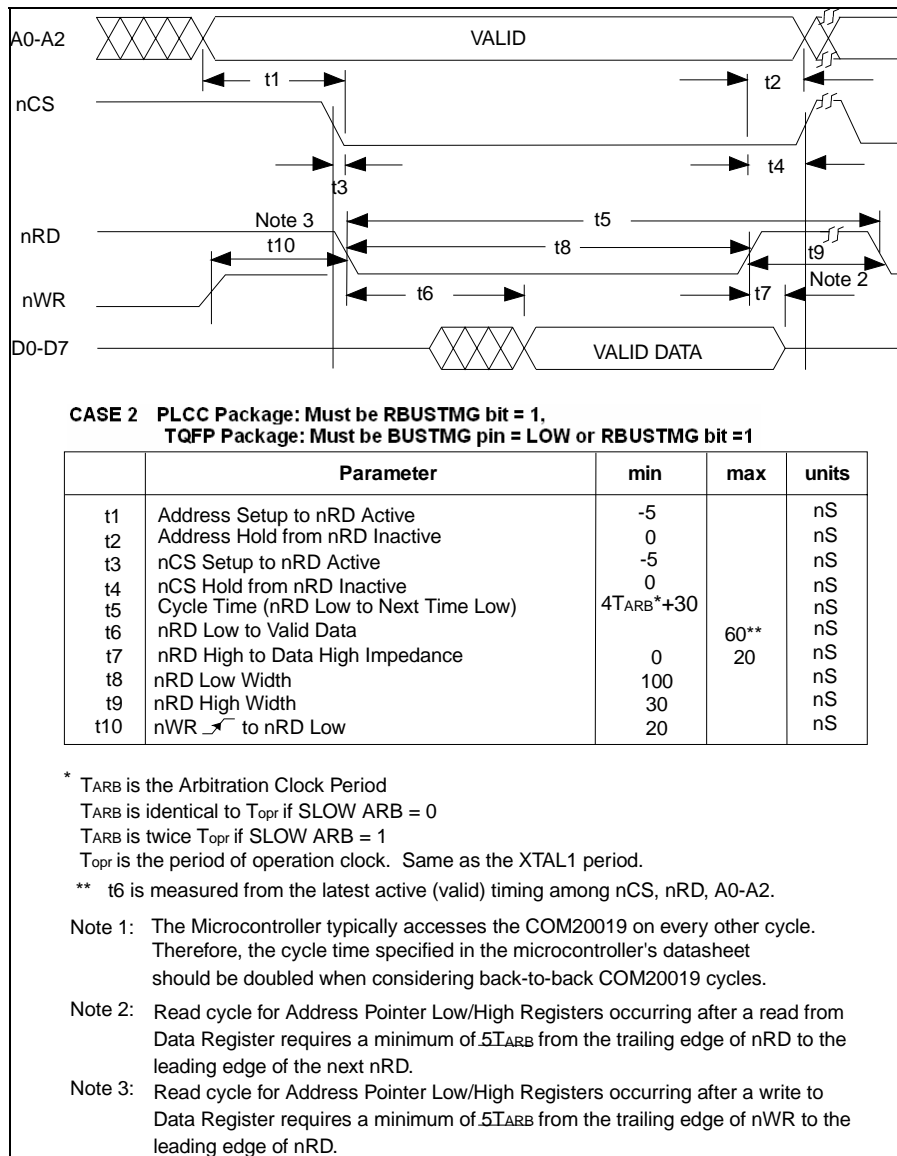 A0-A2
VALID
t1
t2
nCS
t3
t4
Note 3
t5
nRD
t10
t8
t9
Note 2
t6
t7
nWR
D0-D7
VALID DATA
CASE 2 PLCC Package: Must be RBUSTMG bit = 1,
TQFP Package: Must be BUSTMG pin = LOW or RBUSTMG bit =1
Parameter min max units
t1 Address Setup to nRD Active -5 nS
t2 Address Hold from nRD Inactive 0 nS
t3 nCS Setup to nRD Active -5 nS
t4 nCS Hold from nRD Inactive 0 nS
t5 Cycle Time (nRD Low to Next Time Low) 4TARB*+30 nS
t6 nRD Low to Valid Data 60** nS
t7 nRD High to Data High Impedance 0 20 nS
t8 nRD Low Width 100 nS
t9 nRD High Width 30 nS
t10 nWR to nRD Low 20 nS
* TARB is the Arbitration Clock Period
TARB is identical to Topr if SLOW ARB = 0
TARB is twice Topr if SLOW ARB = 1
Topr is the period of operation clock. Same as the XTAL1 period.
** t6 is measured from the latest active (valid) timing among nCS, nRD, A0-A2.
Note 1: The Microcontroller typically accesses the COM20019 on every other cycle.
Therefore, the cycle time specified in the microcontroller's datasheet
should be doubled when considering back-to-back COM20019 cycles.
Note 2: Read cycle for Address Pointer Low/High Registers occurring after a read from
Data Register requires a minimum of 5TARB from the trailing edge of nRD to the
leading edge of the next nRD.
Note 3: Read cycle for Address Pointer Low/High Registers occurring after a write to
Data Register requires a minimum of 5TARB from the trailing edge of nWR to the
leading edge of nRD.